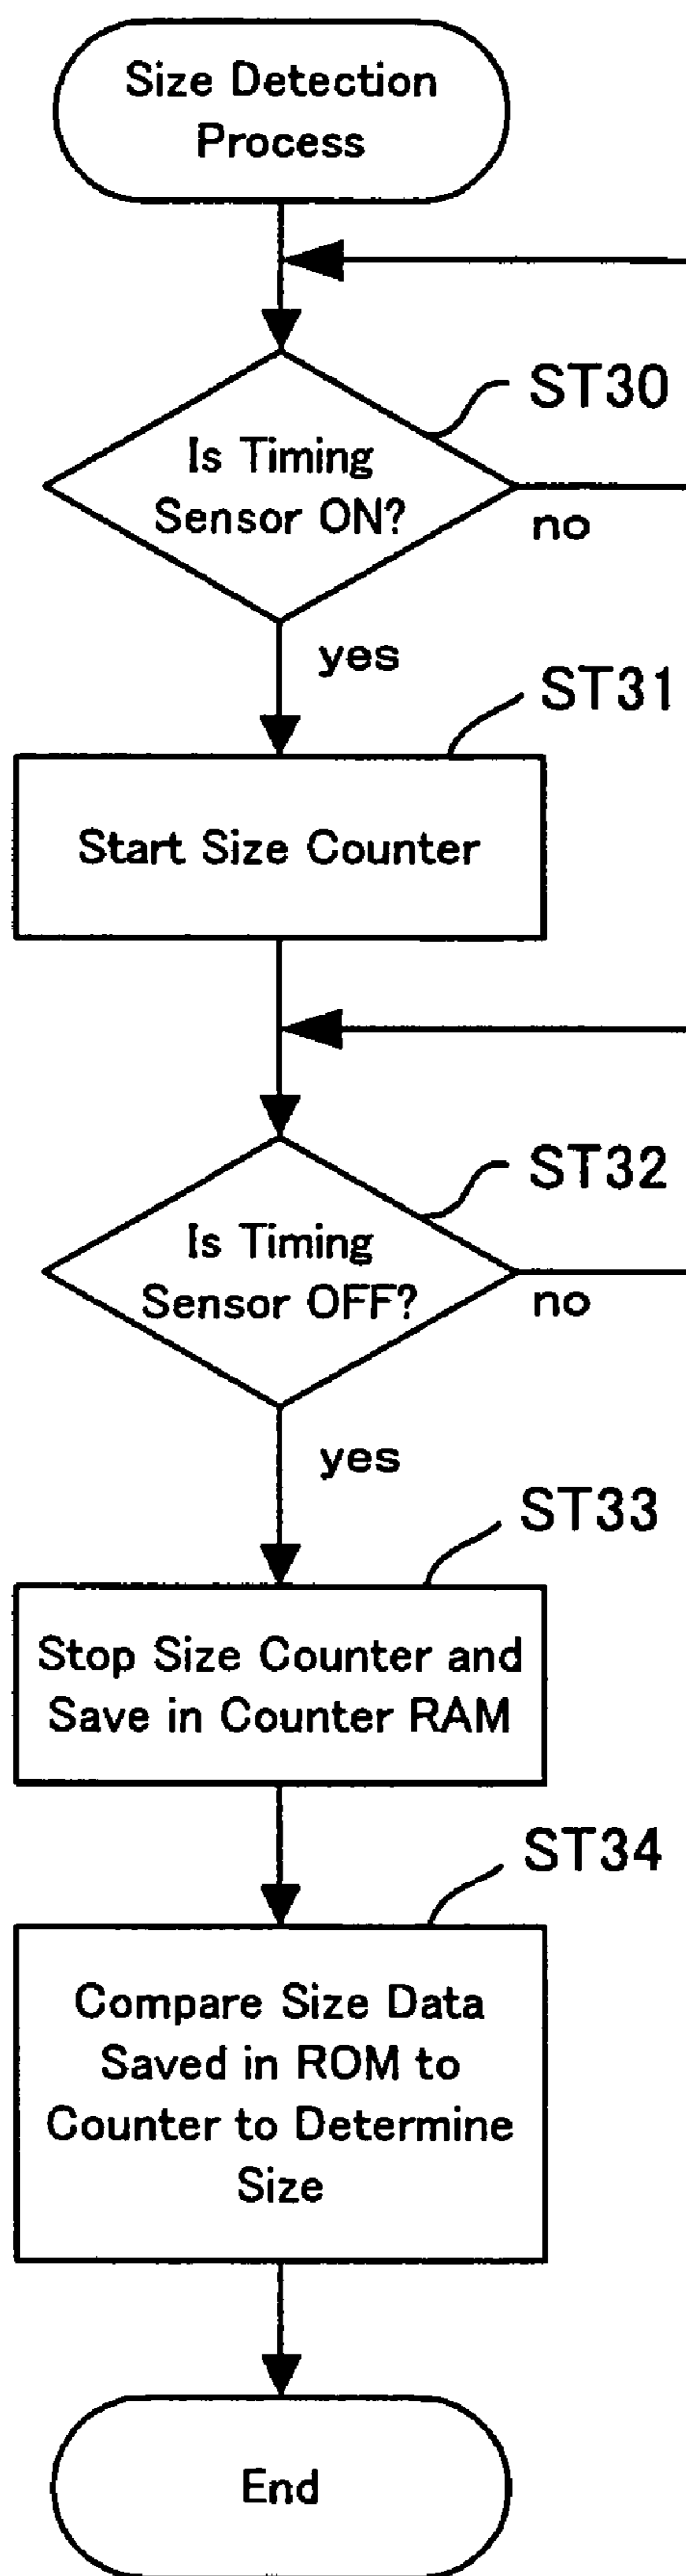 Size Detection
Process
ST30
Is Timing
Sensor ON?
no
yes
ST31
Start Size Counter
ST32
Is Timing
Sensor OFF?
no
yes
ST33
Stop Size Counter and
Save in Counter RAM
ST34
Compare Size Data
Saved in ROM to
Counter to Determine
Size
End